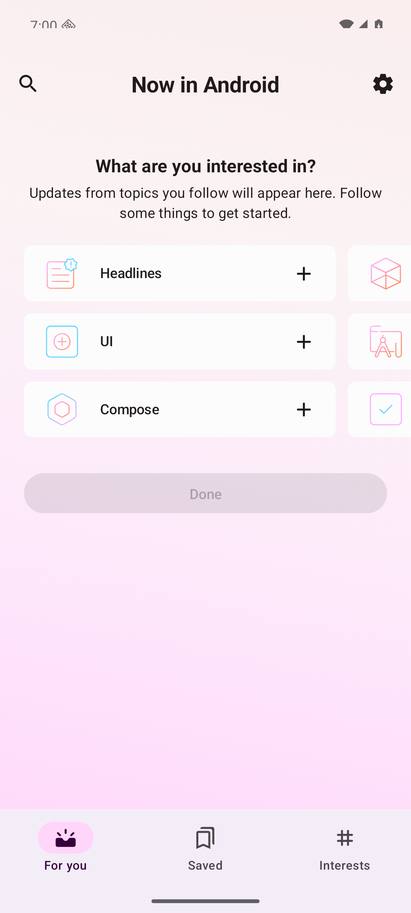 7:00
Now in Android
What are you interested in?
Updates from topics you follow will appear here. Follow
some things to get started.
Headlines
UI
Compose
Done
For you
Saved
Interests